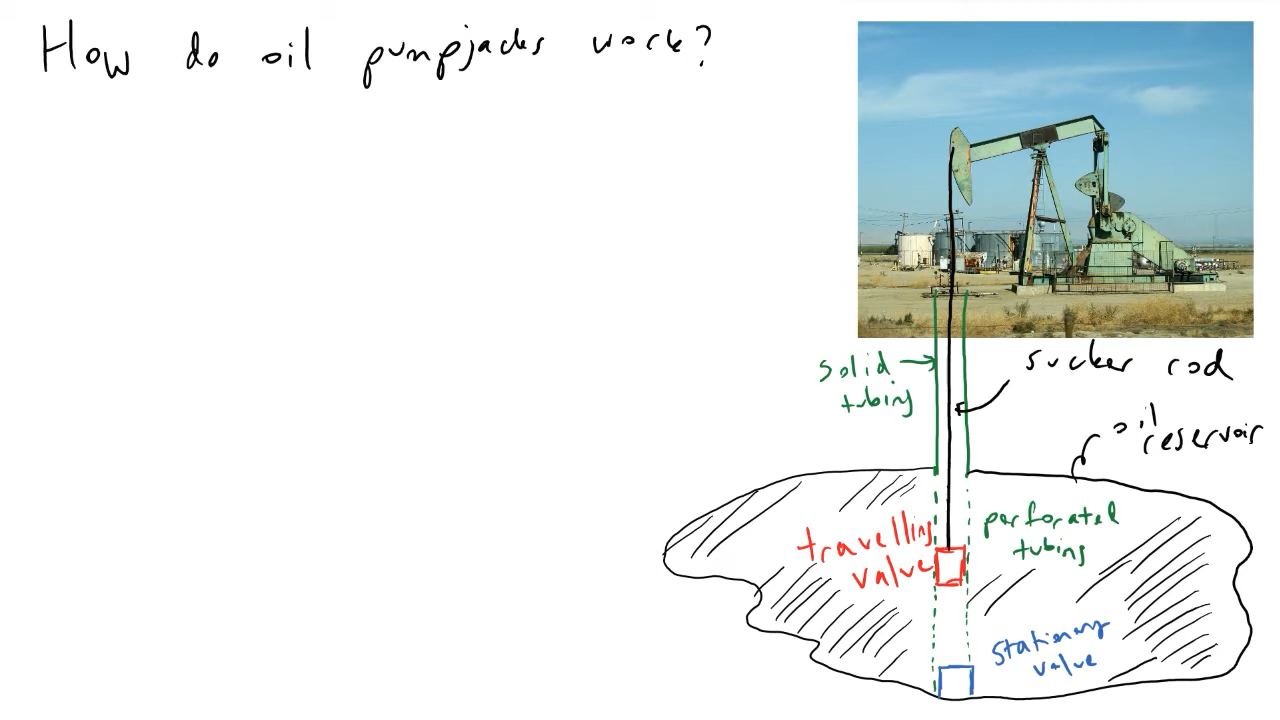 How do oil pumpjacks work?
solid
tubing
sucker rod
oil
reservoir
travelling
valve
perforated
tubing
stationary
valve